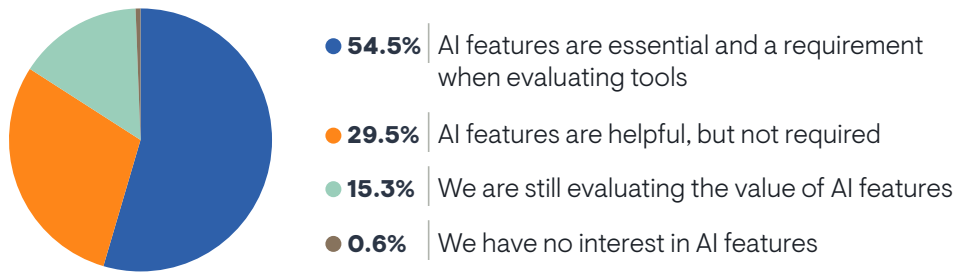 54.5% AI features are essential and a requirement
when evaluating tools
29.5% AI features are helpful, but not required
15.3% We are still evaluating the value of AI features
0.6% We have no interest in AI features